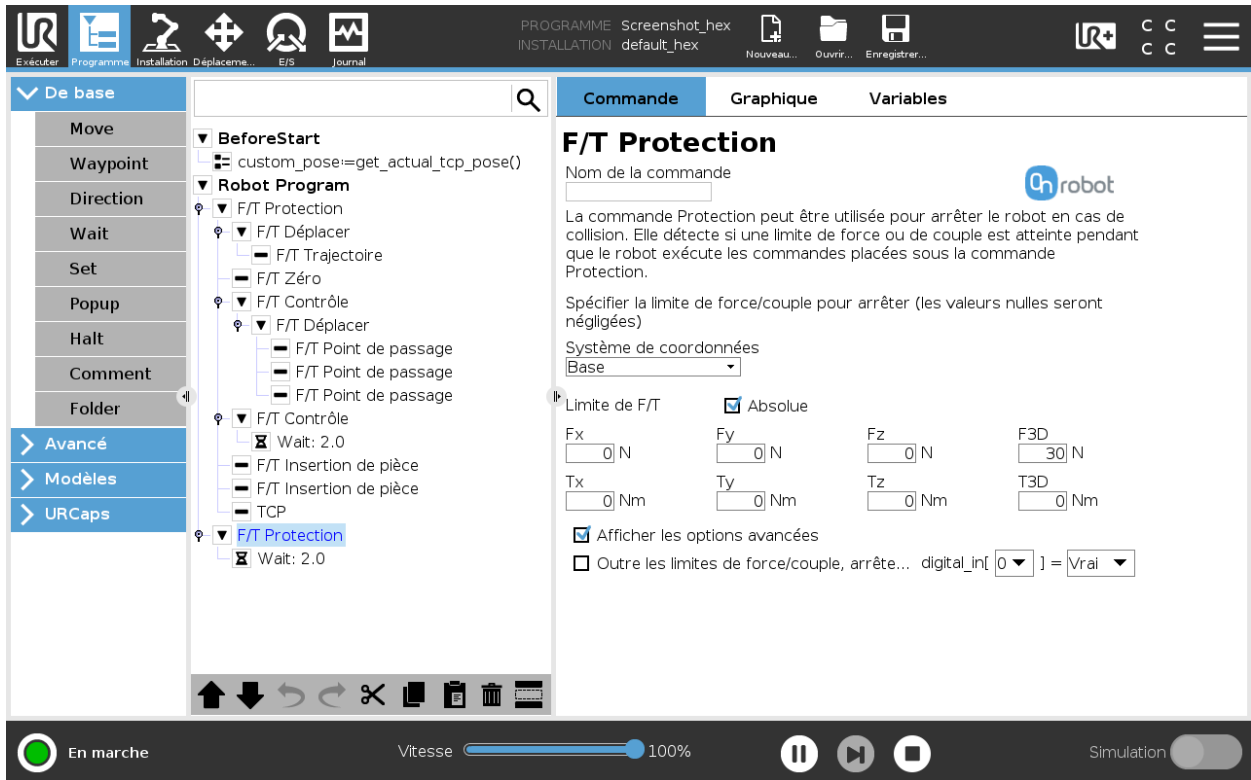 PROGRAMME Screenshot_hex
INSTALLATION default_hex
Exécuter
Programme
Installation
Déplaceme...
E/S
Journal
Nouveau...
Ouvrir...
Enregistrer...
UR+
C C
C C
De base
Move
Waypoint
Direction
Wait
Set
Popup
Halt
Comment
Folder
Avancé
Modèles
URCaps
BeforeStart
custom_pose:=get_actual_tcp_pose()
Robot Program
F/T Protection
F/T Déplacer
F/T Trajectoire
F/T Zéro
F/T Contrôle
F/T Déplacer
F/T Point de passage
F/T Point de passage
F/T Point de passage
F/T Contrôle
Wait: 2.0
F/T Insertion de pièce
F/T Insertion de pièce
TCP
F/T Protection
Wait: 2.0
Commande Graphique Variables
F/T Protection
Nom de la commande
On robot
La commande Protection peut être utilisée pour arrêter le robot en cas de
collision. Elle détecte si une limite de force ou de couple est atteinte pendant
que le robot exécute les commandes placées sous la commande
Protection.
Spécifier la limite de force/couple pour arrêter (les valeurs nulles seront
négligées)
Système de coordonnées
Base
Limite de F/T Absolue
Fx Fy Fz F3D
0 N 0 N 0 N 30 N
Tx Ty Tz T3D
0 Nm 0 Nm 0 Nm 0 Nm
Afficher les options avancées
Outre les limites de force/couple, arrête... digital_in[ 0 ] = Vrai
En marche
Vitesse 100%
Simulation